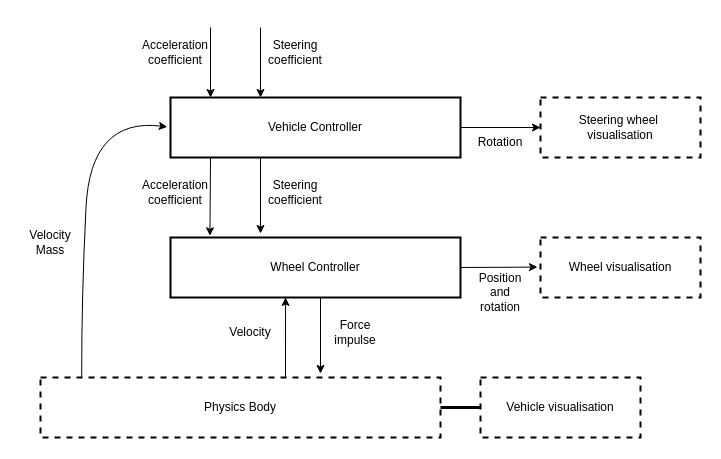 Acceleration
coefficient
Steering
coefficient
Vehicle Controller
Rotation
Steering wheel
visualisation
Acceleration
coefficient
Steering
coefficient
Velocity
Mass
Wheel Controller
Position
and
rotation
Wheel visualisation
Velocity
Force
impulse
Physics Body
Vehicle visualisation